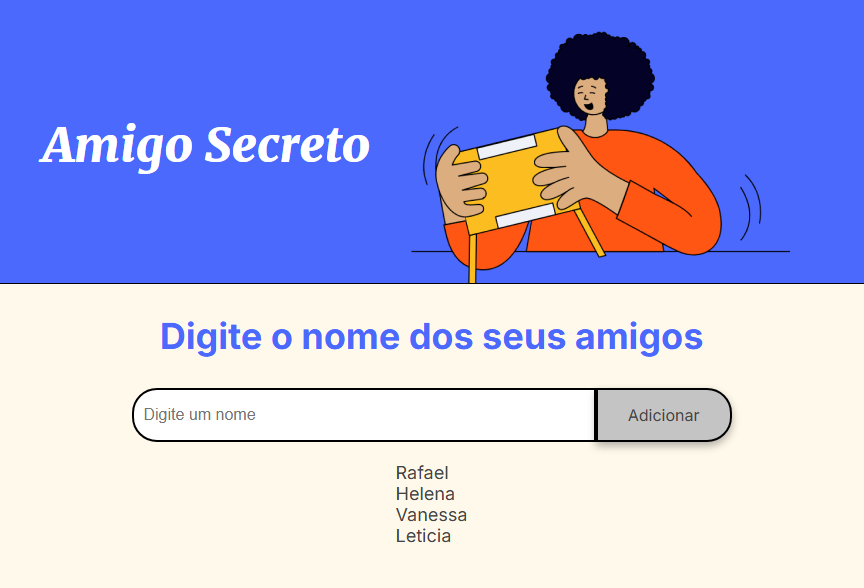 Amigo Secreto
Digite o nome dos seus amigos
Digite um nome
Adicionar
Rafael
Helena
Vanessa
Leticia